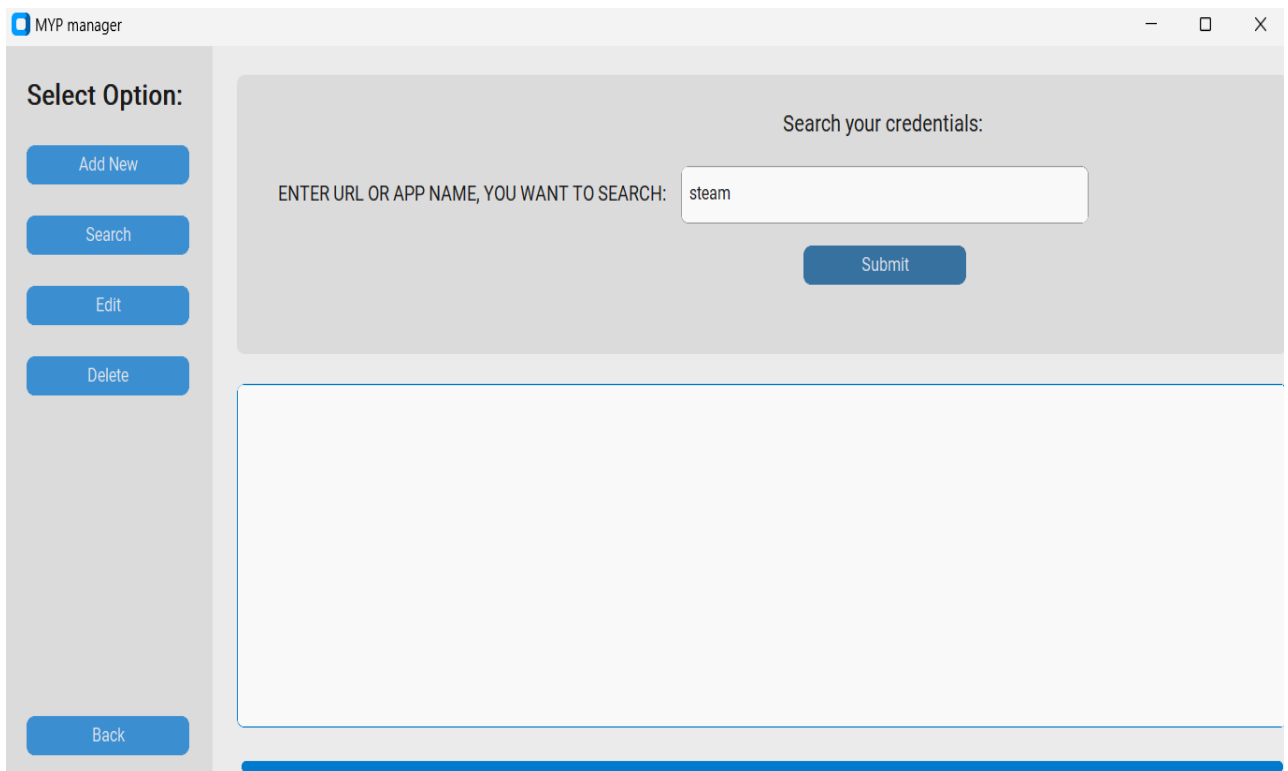 MYP manager
Select Option:
Add New
Search
Edit
Delete
Back
Search your credentials:
ENTER URL OR APP NAME, YOU WANT TO SEARCH:
steam
Submit